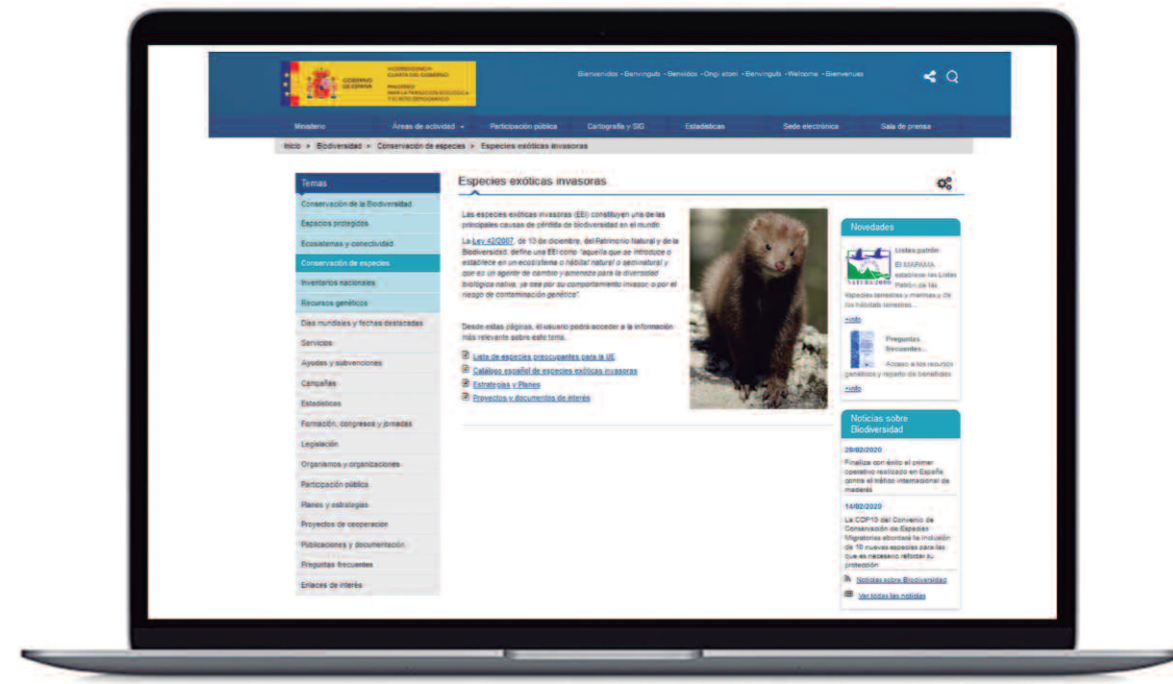 GOBIERNO
DE ESPAÑA
VICEPRESIDENCIA
CUARTA DEL GOBIERNO
MINISTERIO
PARA LA TRANSICIÓN ECOLÓGICA
Y EL RETO DEMOGRÁFICO
Bienvenidos - Benvinguts - Benvidos - Ongi etorri - Benvinguts - Welcome - Bienvenues
Ministerio Áreas de actividad Participación pública Cartografía y SIG Estadísticas Sede electrónica Sala de prensa
Inicio > Biodiversidad > Conservación de especies > Especies exóticas invasoras
Temas
Conservación de la Biodiversidad
Espacios protegidos
Ecosistemas y conectividad
Conservación de especies
Inventarios nacionales
Recursos genéticos
Días mundiales y fechas destacadas
Servicios
Ayudas y subvenciones
Campañas
Estadísticas
Formación, congresos y jornadas
Legislación
Organismos y organizaciones
Participación pública
Planes y estrategias
Proyectos de cooperación
Publicaciones y documentación
Preguntas frecuentes
Enlaces de interés
Especies exóticas invasoras
Las especies exóticas invasoras (EEI) constituyen una de las
principales causas de pérdida de biodiversidad en el mundo
La Ley 42/2007, de 13 de diciembre, del Patrimonio Natural y de la
Biodiversidad, define una EEI como "aquella que se introduce o
establece en un ecosistema o hábitat natural o seminatural y
que es un agente de cambio y amenaza para la diversidad
biológica nativa, ya sea por su comportamiento invasor, o por el
riesgo de contaminación genética".
Desde estas páginas, el usuario podrá acceder a la información
más relevante sobre este tema.
Lista de especies preocupantes para la UE
Catálogo español de especies exóticas invasoras
Estrategias y Planes
Proyectos y documentos de interés
Novedades
Listas patrón
El MAPAMA
establece las Listas
Patrón de las
especies terrestres y marinas y de
los hábitats terrestres...
+info
Preguntas
frecuentes...
Acceso a los recursos
genéticos y reparto de beneficios
+info
Noticias sobre
Biodiversidad
28/02/2020
Finaliza con éxito el primer
operativo realizado en España
contra el tráfico internacional de
maderas
14/02/2020
La COP13 del Convenio de
Conservación de Especies
Migratorias abordará la inclusión
de 10 nuevas especies para las
que es necesario reforzar su
protección
Noticias sobre Biodiversidad
Ver todas las noticias